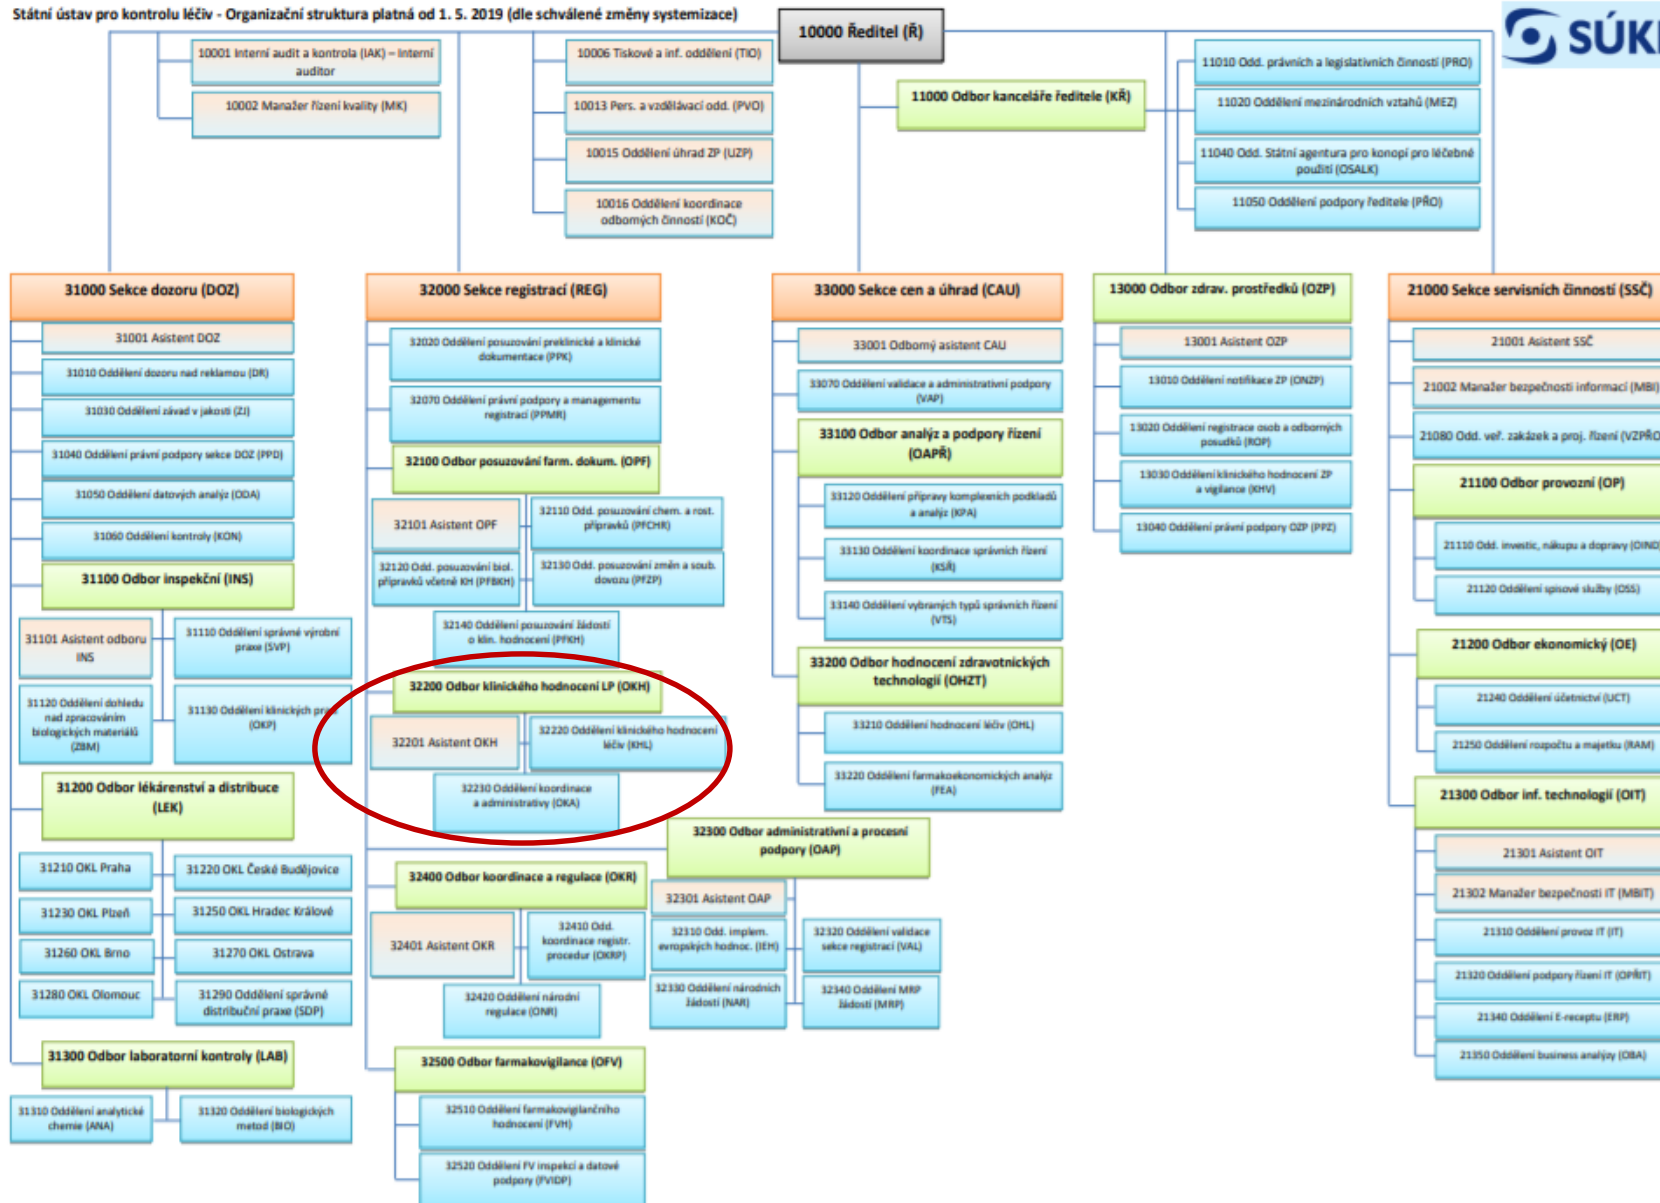 Státní ústav pro kontrolu léčiv - Organizační struktura platná od 1. 5. 2019 (dle schválené změny systemizace)
10000 Ředitel (Ř)
SÚKL
10001 Interní audit a kontrola (IAK) – Interní
auditor
10002 Manažer řízení kvality (MK)
10006 Tiskové a inf. oddělení (TIO)
10013 Pers. a vzdělávací odd. (PVO)
10015 Oddělení úhrad ZP (UZP)
10016 Oddělení koordinace
odborných činností (KOČ)
11000 Odbor kanceláře ředitele (KŘ)
11010 Odd. právních a legislativních činností (PRO)
11020 Oddělení mezinárodních vztahů (MEZ)
11040 Odd. Státní agentura pro konopí pro léčebné
použití (OSALK)
11050 Oddělení podpory ředitele (PŘO)
31000 Sekce dozoru (DOZ)
31001 Asistent DOZ
31010 Oddělení dozoru nad reklamou (DR)
31030 Oddělení závad v jakosti (ZJ)
31040 Oddělení právní podpory sekce DOZ (PPD)
31050 Oddělení datových analýz (ODA)
31060 Oddělení kontroly (KON)
31100 Odbor inspekční (INS)
31101 Asistent odboru
INS
31110 Oddělení správné výrobní
praxe (SVP)
31120 Oddělení dohledu
nad zpracováním
biologických materiálů
(ZBM)
31130 Oddělení klinických praxí
(OKP)
31200 Odbor lékárenství a distribuce
(LEK)
31210 OKL Praha
31220 OKL České Budějovice
31230 OKL Plzeň
31250 OKL Hradec Králové
31260 OKL Brno
31270 OKL Ostrava
31280 OKL Olomouc
31290 Oddělení správné
distribuční praxe (SDP)
31300 Odbor laboratorní kontroly (LAB)
31310 Oddělení analytické
chemie (ANA)
31320 Oddělení biologických
metod (BIO)
32000 Sekce registrací (REG)
32020 Oddělení posuzování preklinické a klinické
dokumentace (PPK)
32070 Oddělení právní podpory a managementu
registrací (PPMR)
32100 Odbor posuzování farm. dokum. (OPF)
32101 Asistent OPF
32110 Odd. posuzování chem. a rost.
přípravků (PFCHR)
32120 Odd. posuzování biol.
přípravků včetně KH (PFBKH)
32130 Odd. posuzování změn a soub.
dovozu (PFZP)
32140 Oddělení posuzování žádostí
o klin. hodnocení (PFKH)
32200 Odbor klinického hodnocení LP (OKH)
32201 Asistent OKH
32220 Oddělení klinického hodnocení
léčiv (KHL)
32230 Oddělení koordinace
a administrativy (OKA)
32300 Odbor administrativní a procesní
podpory (OAP)
32301 Asistent OAP
32310 Odd. implem.
evropských hodnoc. (IEH)
32320 Oddělení validace
sekce registrací (VAL)
32330 Oddělení národních
žádostí (NAR)
32340 Oddělení MRP
žádostí (MRP)
32400 Odbor koordinace a regulace (OKR)
32401 Asistent OKR
32410 Odd.
koordinace registr.
procedur (OKRP)
32420 Oddělení národní
regulace (ONR)
32500 Odbor farmakovigilance (OFV)
32510 Oddělení farmakovigilančního
hodnocení (FVH)
32520 Oddělení FV inspekcí a datové
podpory (FVIDP)
33000 Sekce cen a úhrad (CAU)
33001 Odborný asistent CAU
33070 Oddělení validace a administrativní podpory
(VAP)
33100 Odbor analýz a podpory řízení
(OAPŘ)
33120 Oddělení přípravy komplexních podkladů
a analýz (KPA)
33130 Oddělení koordinace správních řízení
(KSŘ)
33140 Oddělení vybraných typů správních řízení
(VTS)
33200 Odbor hodnocení zdravotnických
technologií (OHZT)
33210 Oddělení hodnocení léčiv (OHL)
33220 Oddělení farmakoekonomických analýz
(FEA)
13000 Odbor zdrav. prostředků (OZP)
13001 Asistent OZP
13010 Oddělení notifikace ZP (ONZP)
13020 Oddělení registrace osob a odborných
posudků (ROP)
13030 Oddělení klinického hodnocení ZP
a vigilance (KHV)
13040 Oddělení právní podpory OZP (PPZ)
21000 Sekce servisních činností (SSČ)
21001 Asistent SSČ
21002 Manažer bezpečnosti informací (MBI)
21080 Odd. veř. zakázek a proj. řízení (VZPŘO
21100 Odbor provozní (OP)
21110 Odd. investic, nákupu a dopravy (OIND)
21120 Oddělení spisové služby (OSS)
21200 Odbor ekonomický (OE)
21240 Oddělení účetnictví (UCT)
21250 Oddělení rozpočtu a majetku (RAM)
21300 Odbor inf. technologií (OIT)
21301 Asistent OIT
21302 Manažer bezpečnosti IT (MBIT)
21310 Oddělení provoz IT (IT)
21320 Oddělení podpory řízení IT (OPŘIT)
21340 Oddělení E-receptu (ERP)
21350 Oddělení business analýzy (OBA)